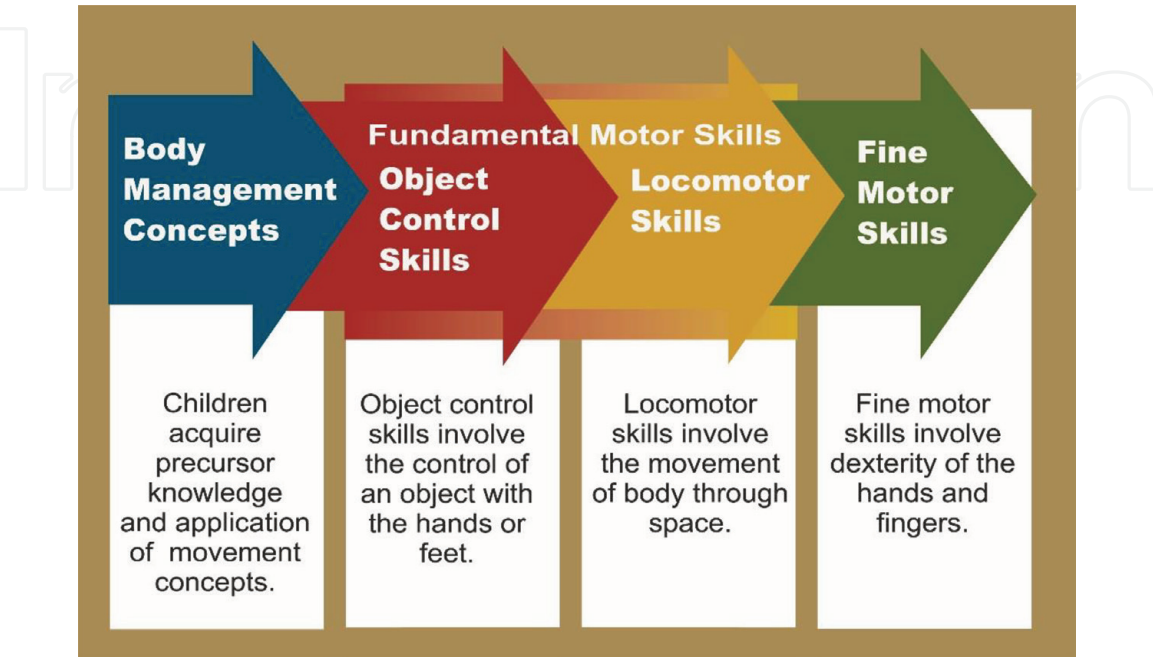 Body
Management
Concepts
Fundamental Motor Skills
Object
Control
Skills
Locomotor
Skills
Fine
Motor
Skills
Children
acquire
precursor
knowledge
and application
of movement
concepts.
Object control
skills involve
the control of
an object with
the hands or
feet.
Locomotor
skills involve
the movement
of body through
space.
Fine motor
skills involve
dexterity of the
hands and
fingers.